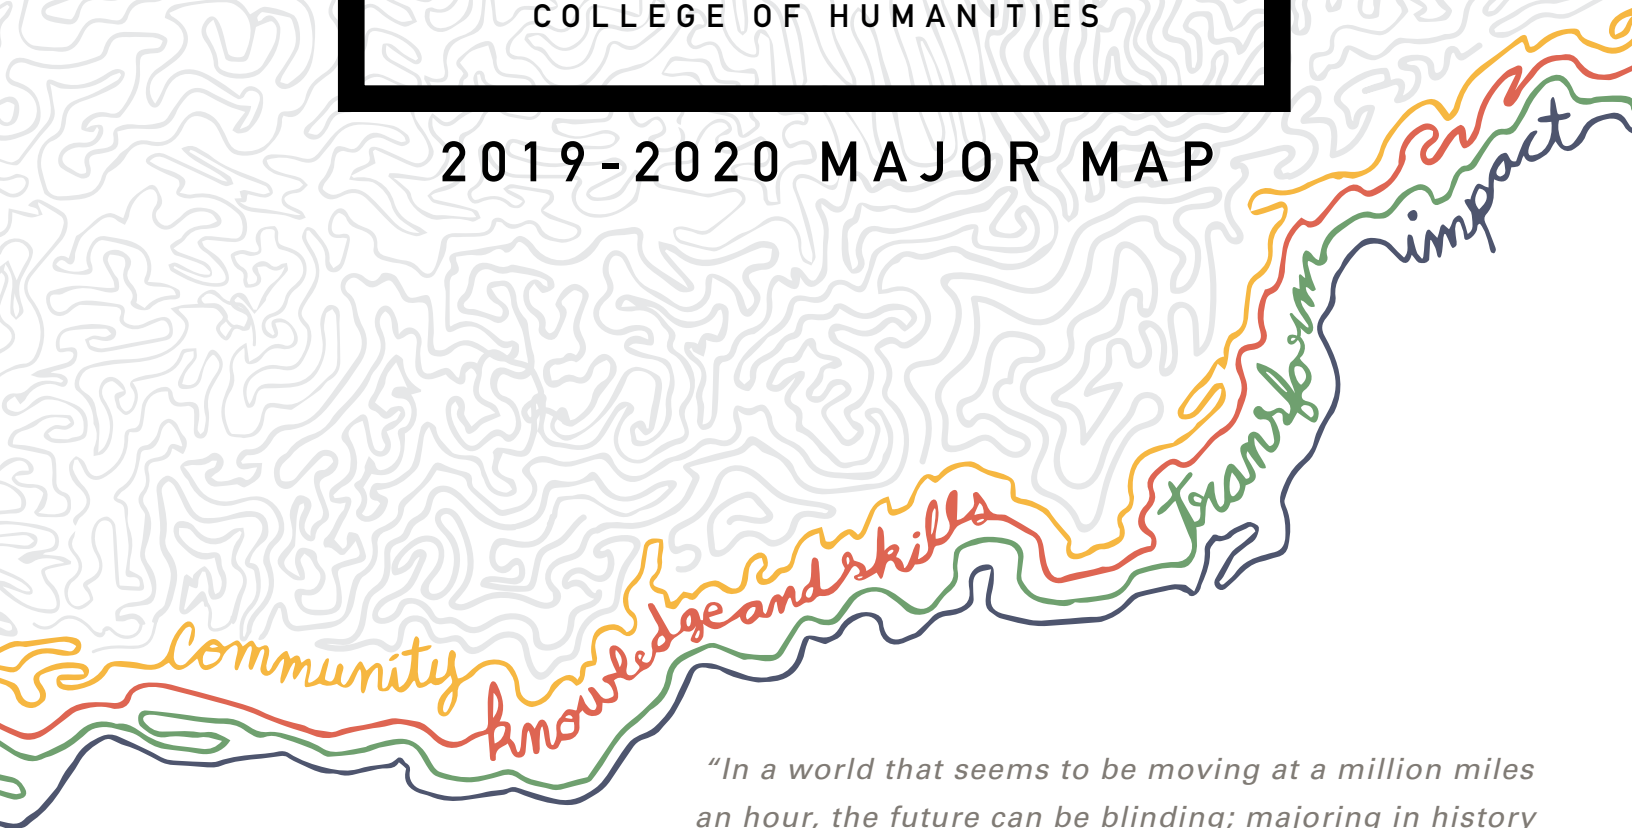 COLLEGE OF HUMANITIES
2019-2020 MAJOR MAP
impact
transform
knowledge and skills
community
“In a world that seems to be moving at a million miles
an hour, the future can be blinding; majoring in history